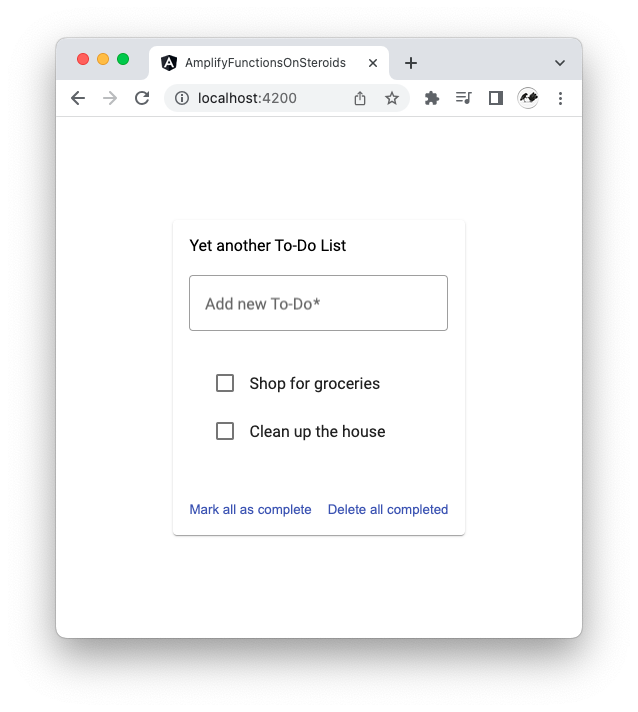 AmplifyFunctionsOnSteroids
localhost:4200
Yet another To-Do List
Add new To-Do*
Shop for groceries
Clean up the house
Mark all as complete Delete all completed